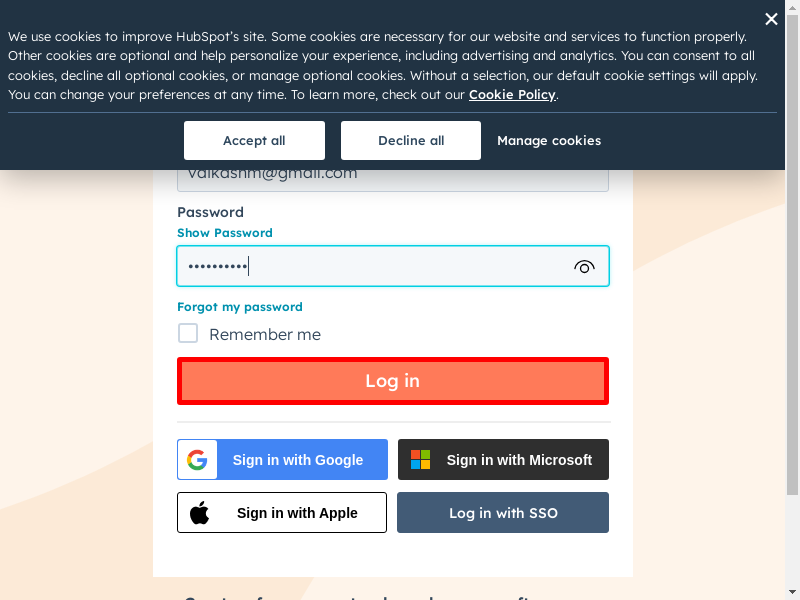 We use cookies to improve HubSpot's site. Some cookies are necessary for our website and services to function properly.
Other cookies are optional and help personalize your experience, including advertising and analytics. You can consent to all
cookies, decline all optional cookies, or manage optional cookies. Without a selection, our default cookie settings will apply.
You can change your preferences at any time. To learn more, check out our Cookie Policy.
Accept all
Decline all
Manage cookies
valkashm@gmail.com
Password
Show Password
••••••••••
Forgot my password
Remember me
Log in
Sign in with Google
Sign in with Microsoft
Sign in with Apple
Log in with SSO